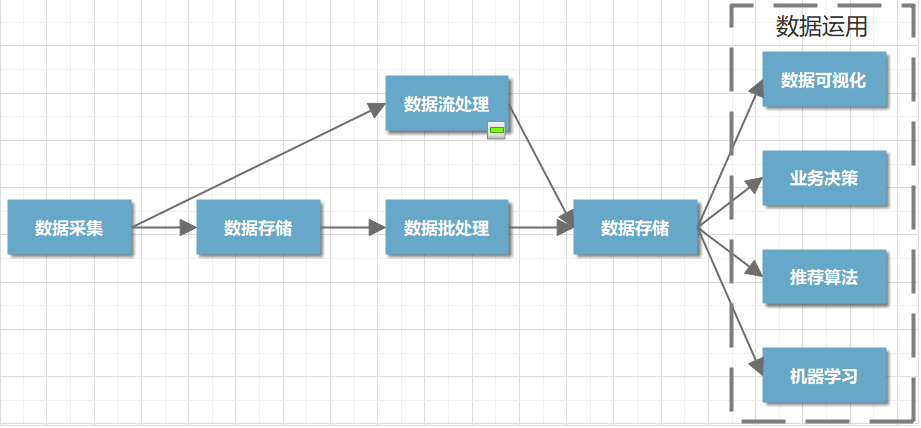 数据运用
数据可视化
数据流处理
业务决策
数据采集
数据存储
数据批处理
数据存储
推荐算法
机器学习